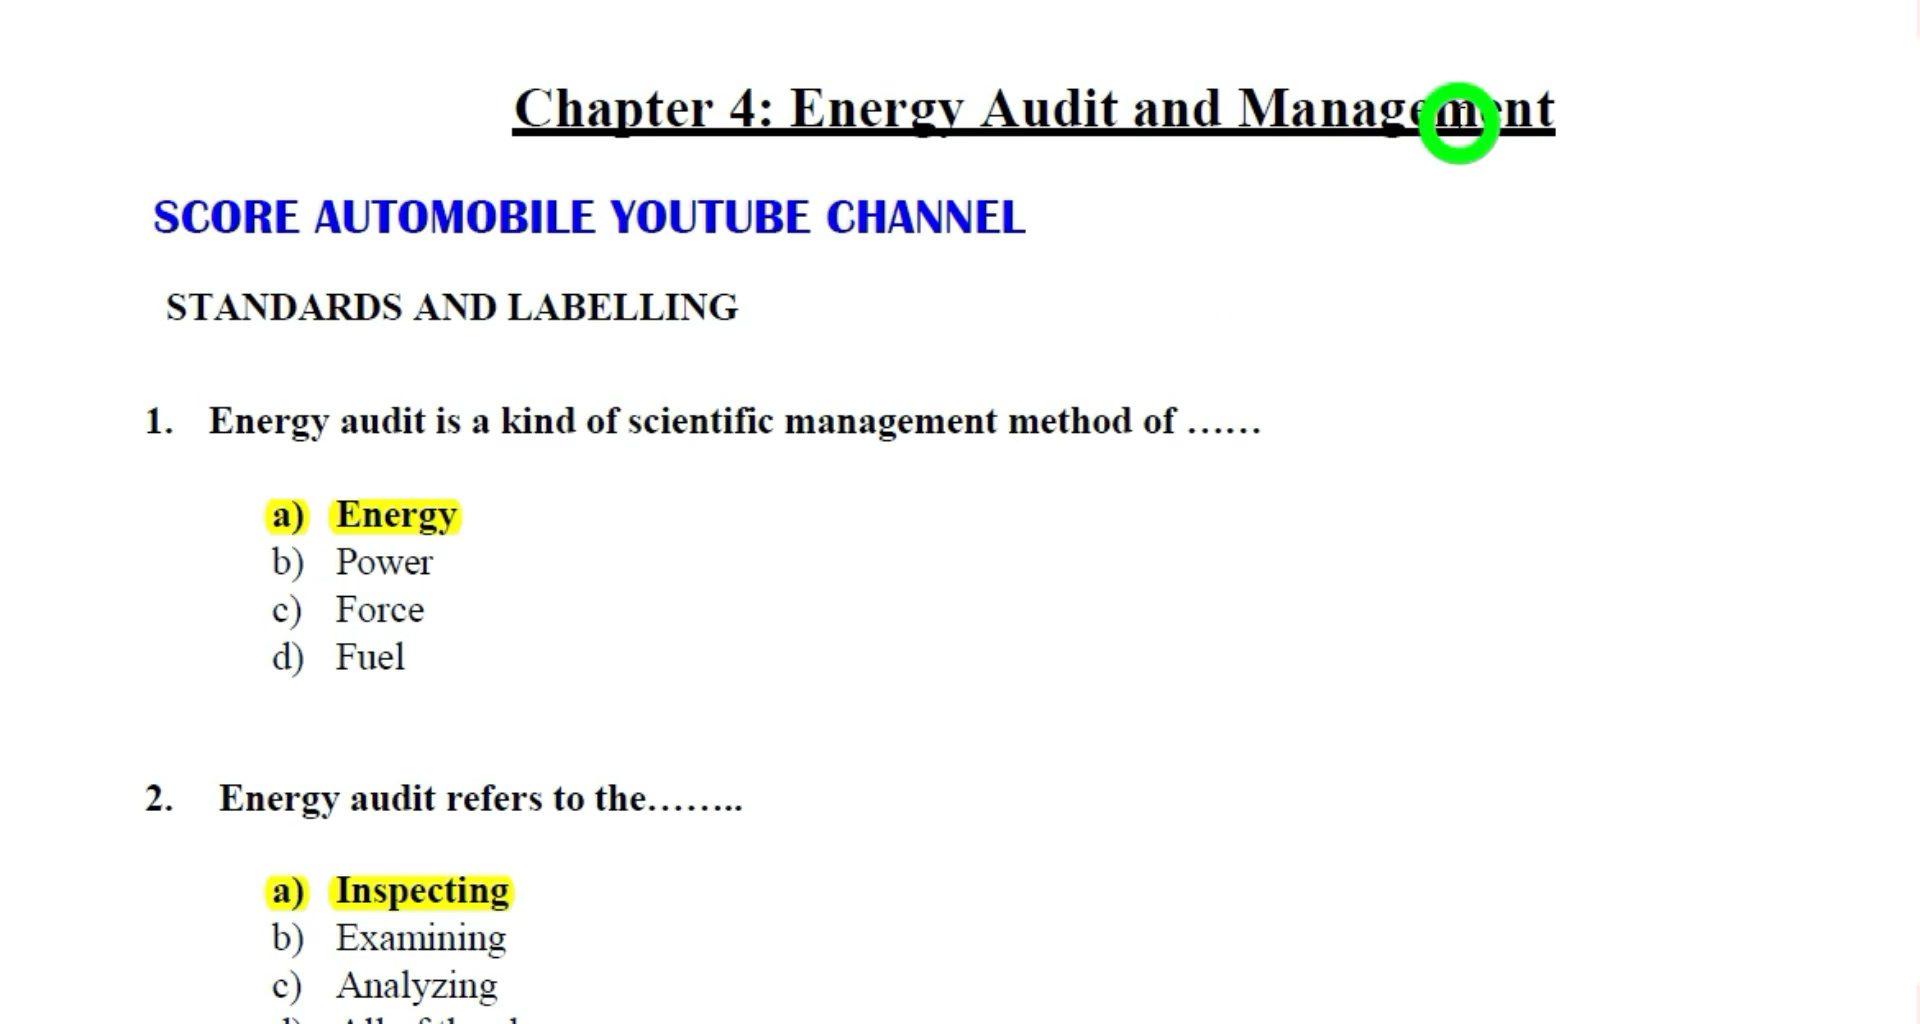 Chapter 4: Energy Audit and Management
SCORE AUTOMOBILE YOUTUBE CHANNEL
STANDARDS AND LABELLING
1. Energy audit is a kind of scientific management method of ……
a) Energy
b) Power
c) Force
d) Fuel
2. Energy audit refers to the……..
a) Inspecting
b) Examining
c) Analyzing